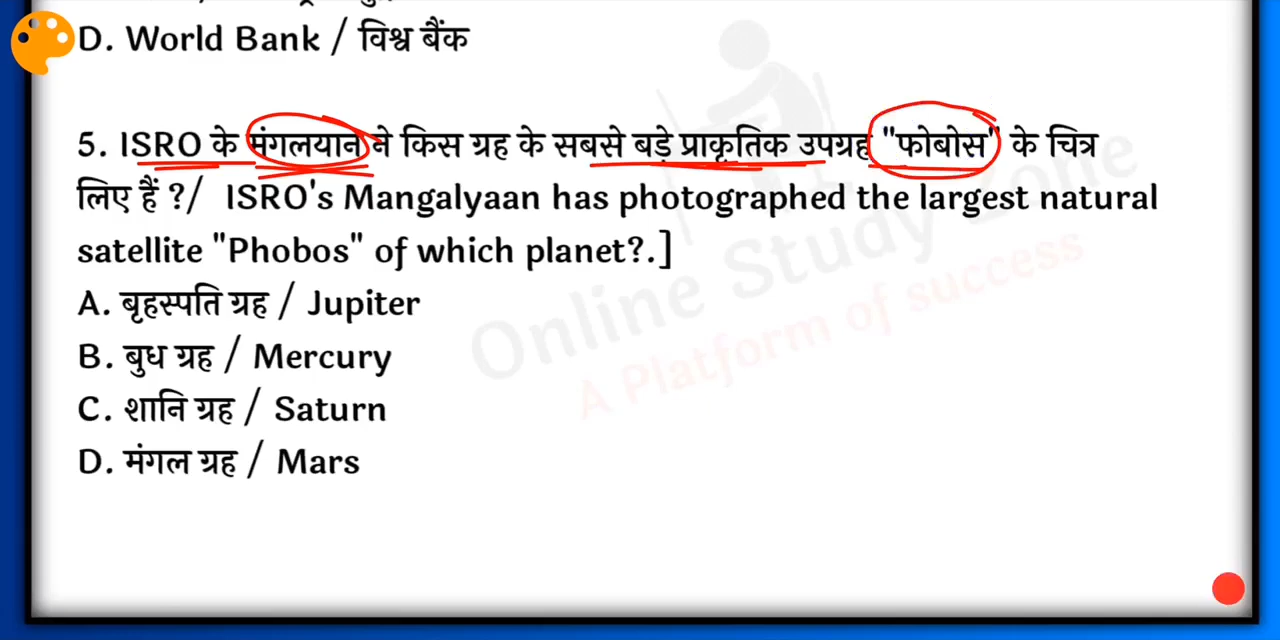 D. World Bank / विश्व बैंक
5. ISRO के मंगलयान ने किस ग्रह के सबसे बड़े प्राकृतिक उपग्रह "फोबोस" के चित्र
लिए हैं ?/ ISRO's Mangalyaan has photographed the largest natural
satellite "Phobos" of which planet?.]
A. बृहस्पति ग्रह / Jupiter
B. बुध ग्रह / Mercury
C. शानि ग्रह / Saturn
D. मंगल ग्रह / Mars
Online Study Zone
A Platform of success